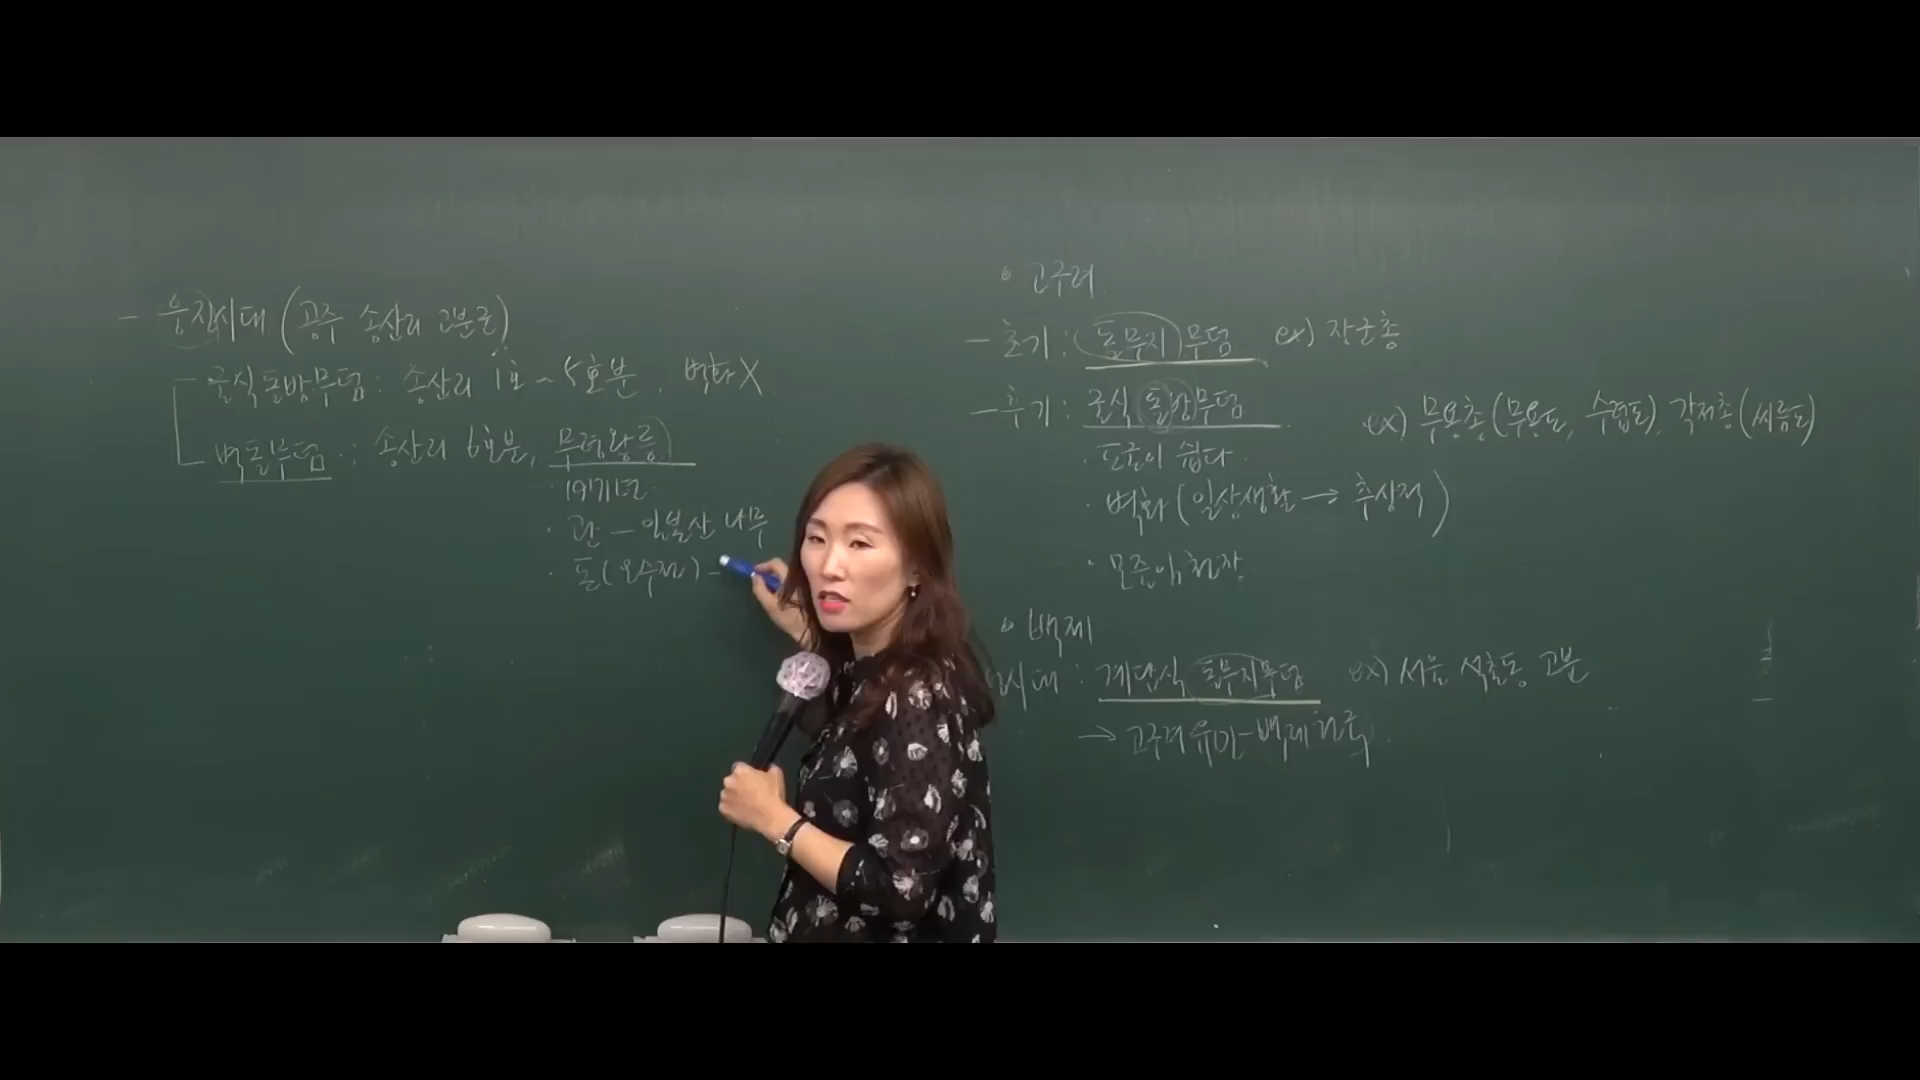 - 웅진시대 (공주 송산리 고분군)
굴식돌방무덤 : 송산리 1호 ~ 5호분, 벽화X
벽돌무덤 : 송산리 6호분, 무령왕릉
· 1971년
· 관 - 일본산 나무
· 돈(오수전) -
• 고구려
- 초기 : 돌무지무덤 ex) 장군총
- 후기 : 굴식 돌방무덤 ex) 무용총(무용도, 수렵도), 각저총(씨름도)
· 도굴이 쉽다
· 벽화 (일상생활 → 추상적)
· 모줄임 천장
• 백제
시대 : 계단식 돌무지무덤 ex) 서울 석촌동 고분
→ 고구려 유이 - 백제 건국